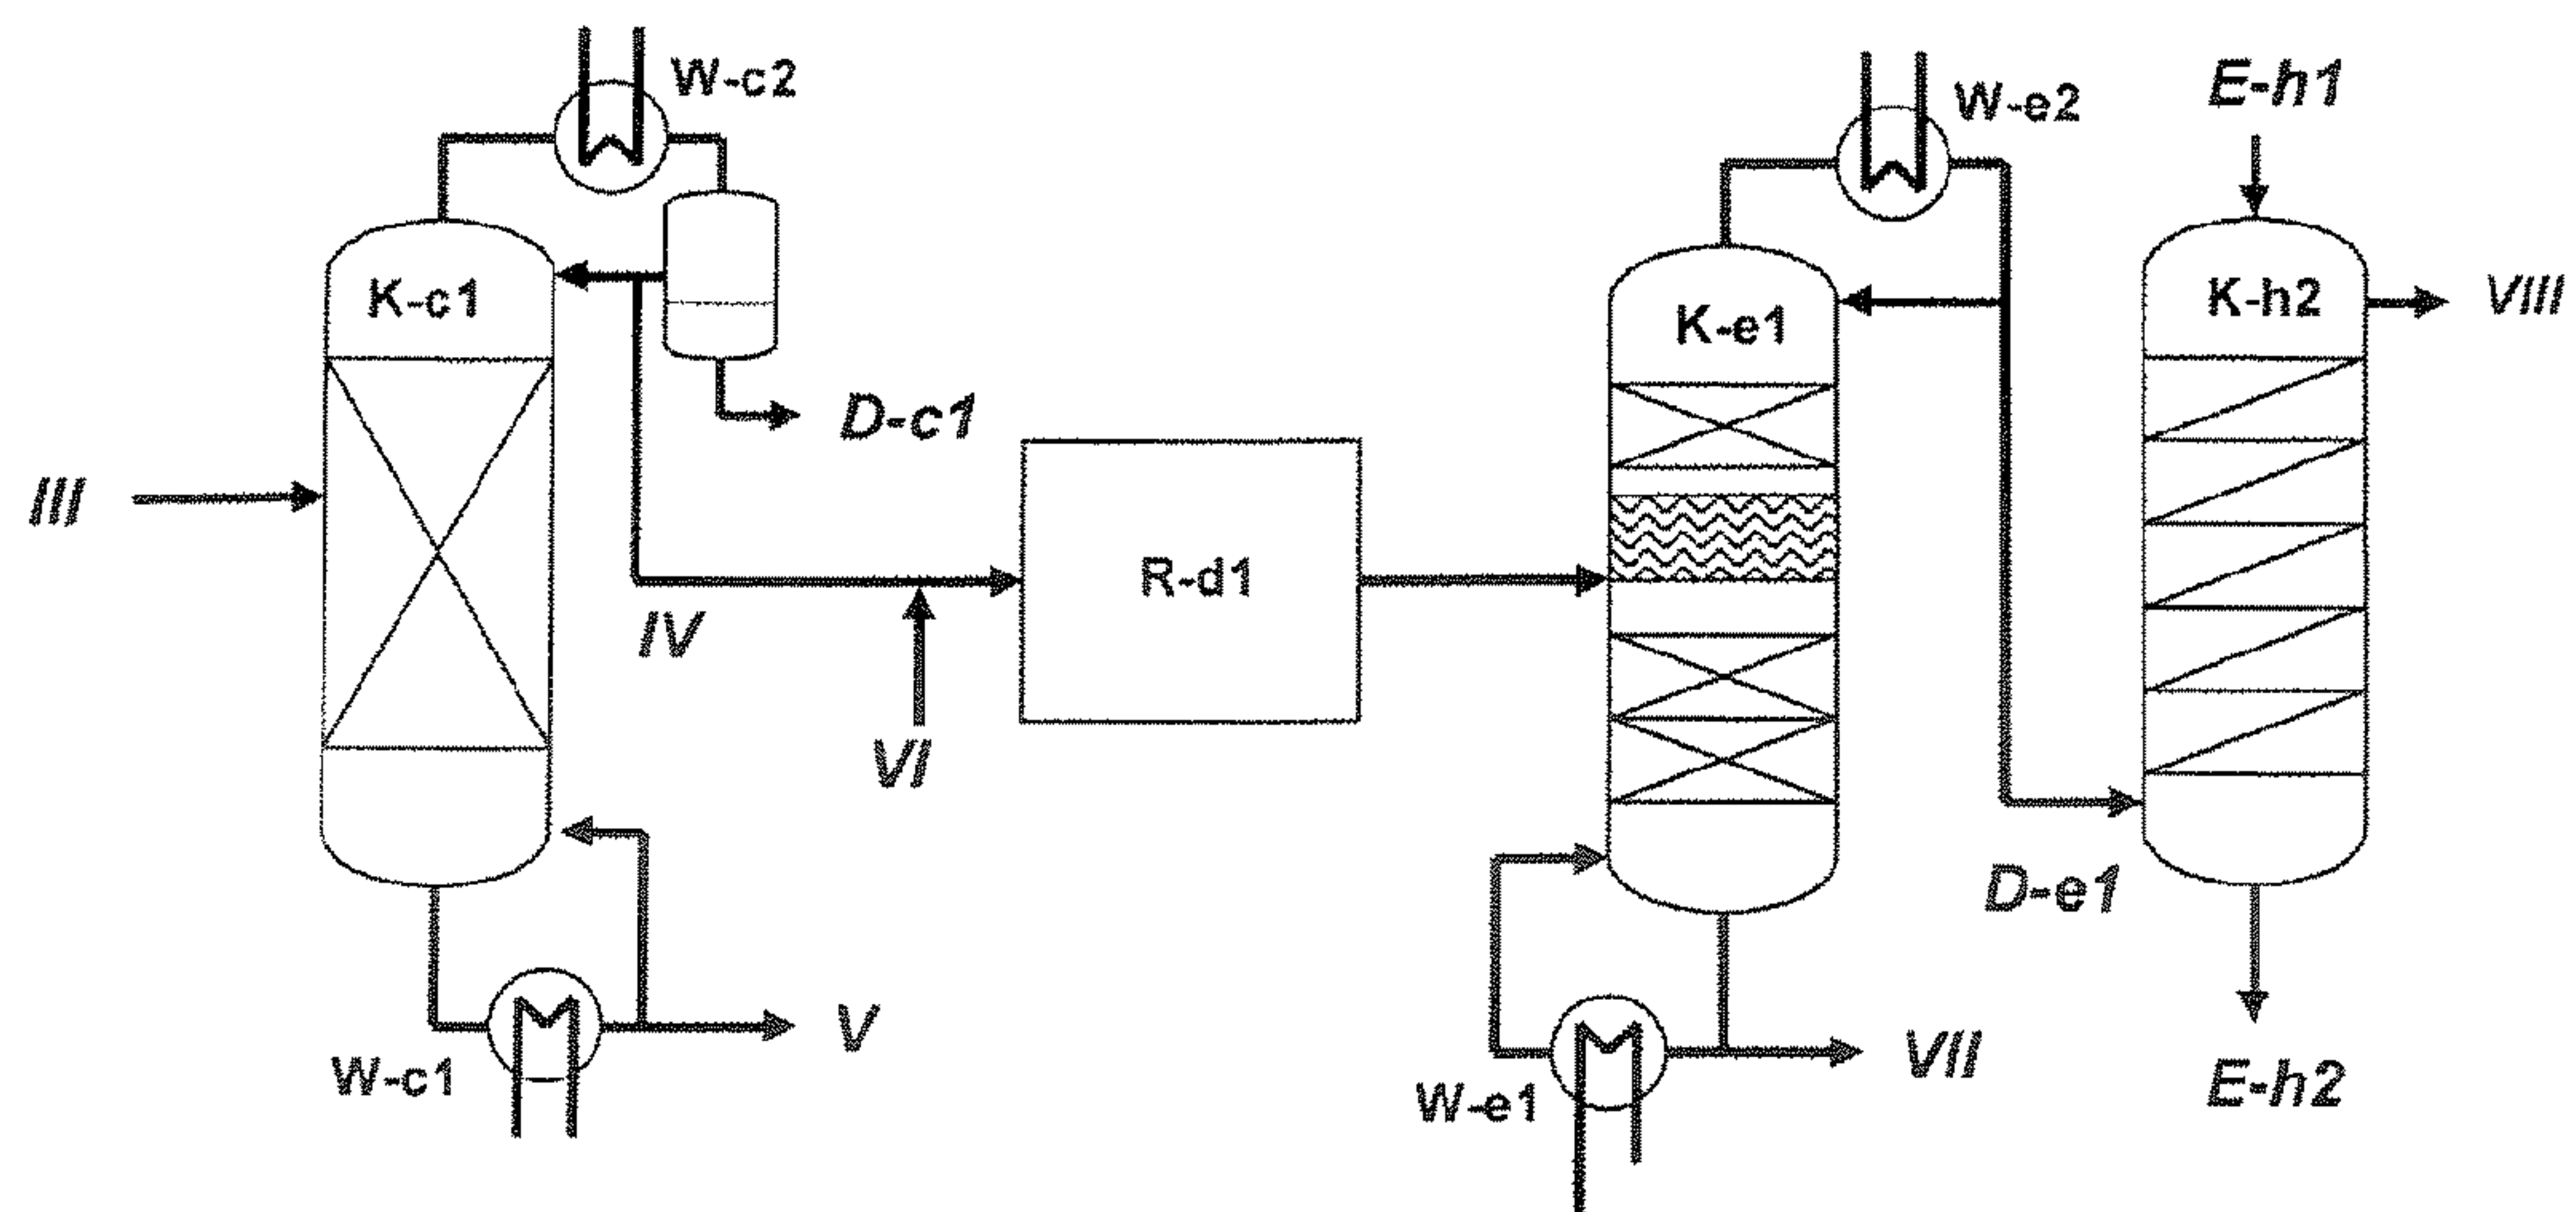 W-c2
W-e2
E-h1
K-c1
K-e1
K-h2
VIII
D-c1
III
R-d1
IV
VI
D-e1
V
W-c1
VII
W-e1
E-h2